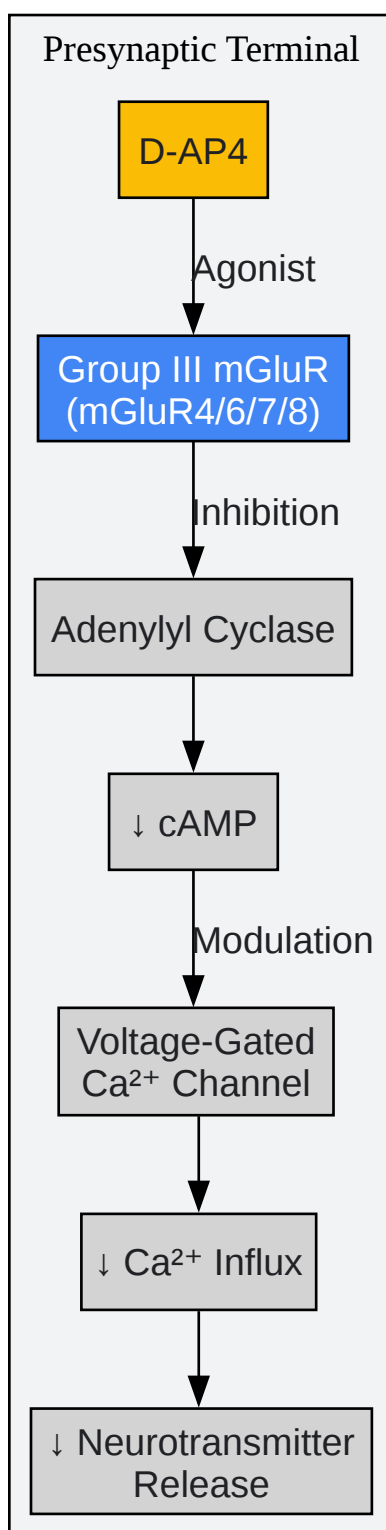 Presynaptic Terminal
D-AP4
Agonist
Group III mGluR
(mGluR4/6/7/8)
Inhibition
Adenylyl Cyclase
↓ cAMP
Modulation
Voltage-Gated
Ca²⁺ Channel
↓ Ca²⁺ Influx
↓ Neurotransmitter
Release